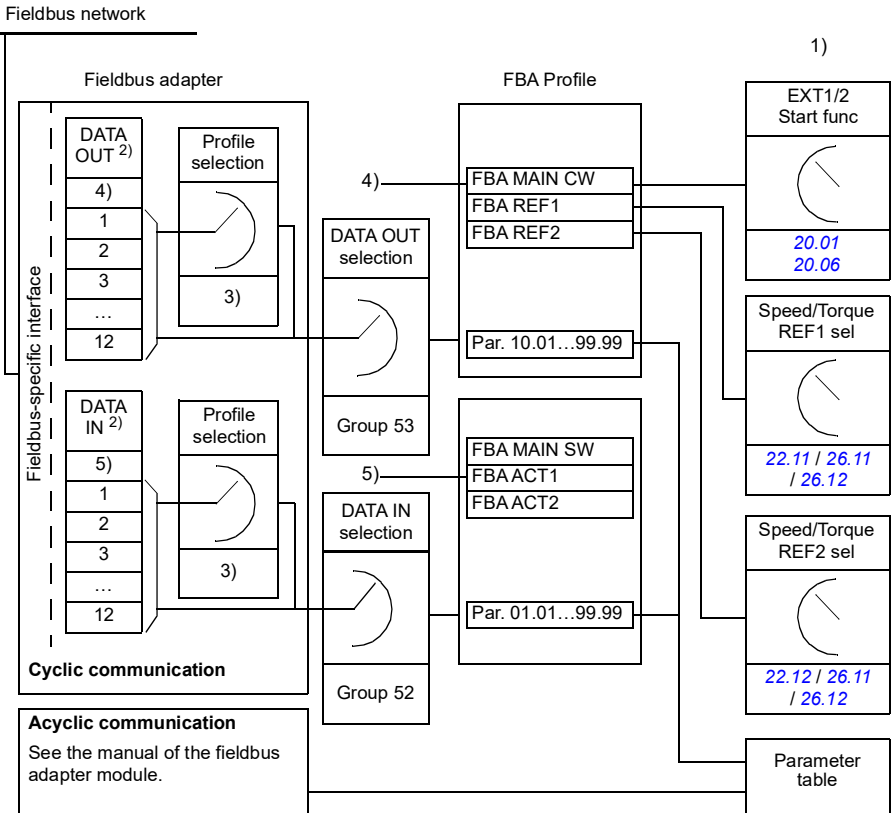 Fieldbus network
1)
Fieldbus adapter
FBA Profile
Fieldbus-specific interface
DATA
OUT 2)
4)
1
2
3
…
12
Profile
selection
3)
DATA
IN 2)
5)
1
2
3
…
12
Profile
selection
3)
Cyclic communication
4)
DATA OUT
selection
Group 53
5)
DATA IN
selection
Group 52
FBA MAIN CW
FBA REF1
FBA REF2
Par. 10.01…99.99
FBA MAIN SW
FBA ACT1
FBA ACT2
Par. 01.01…99.99
EXT1/2
Start func
20.01
20.06
Speed/Torque
REF1 sel
22.11 / 26.11
/ 26.12
Speed/Torque
REF2 sel
22.12 / 26.11
/ 26.12
Acyclic communication
See the manual of the fieldbus
adapter module.
Parameter
table